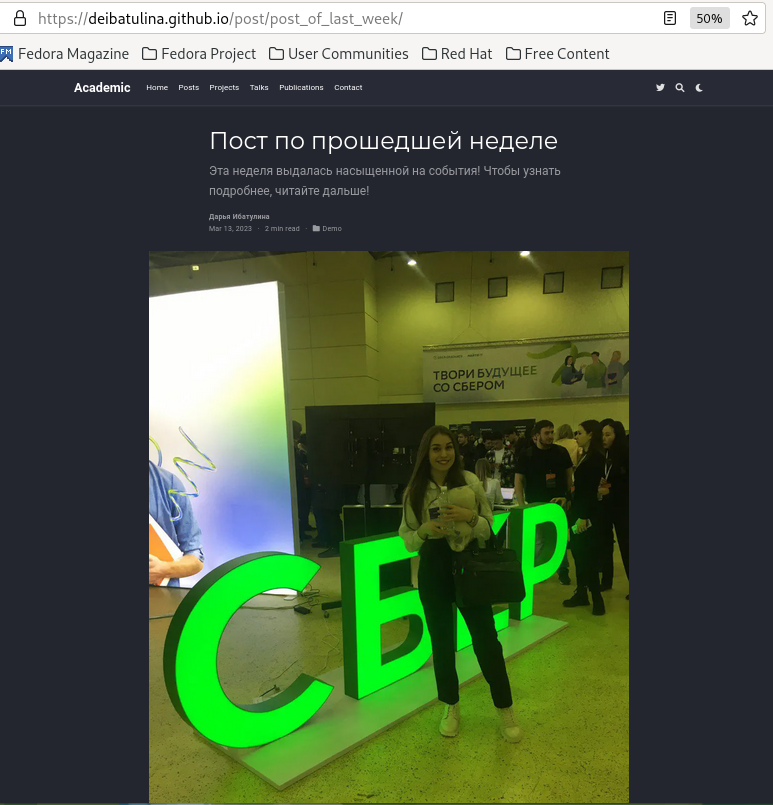 https://deibatulina.github.io/post/post_of_last_week/
50%
Fedora Magazine Fedora Project User Communities Red Hat Free Content
Academic Home Posts Projects Talks Publications Contact
Пост по прошедшей неделе
Эта неделя выдалась насыщенной на события! Чтобы узнать
подробнее, читайте дальше!
Дарья Ибатулина
Mar 13, 2023 · 2 min read · Demo
ТВОРИ БУДУЩЕЕ
СО СБЕРОМ
СБЕР